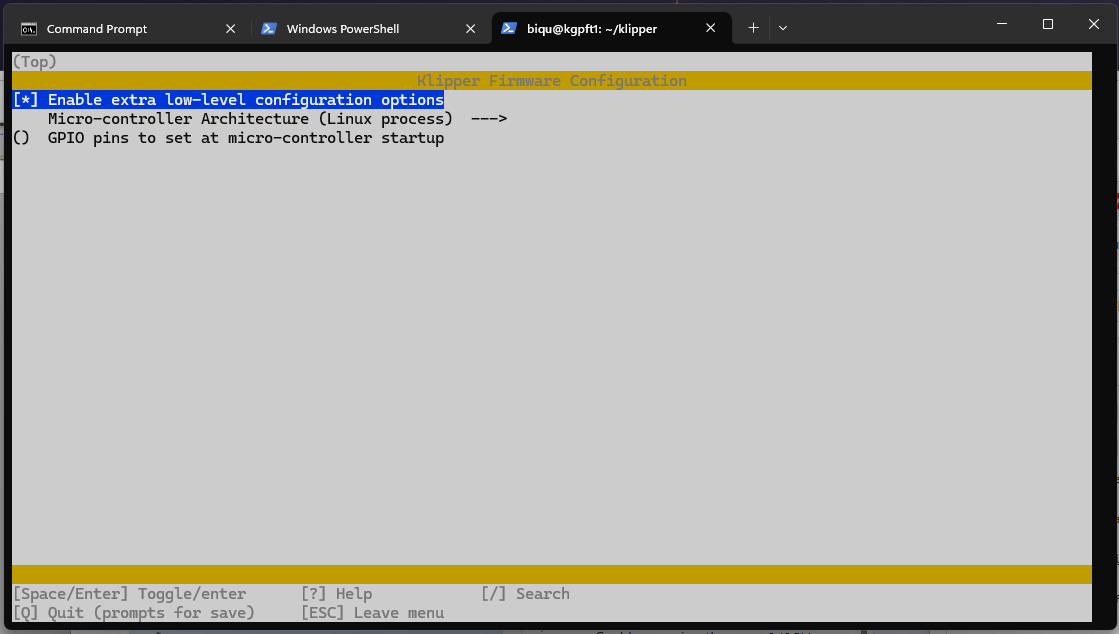 Command Prompt
Windows PowerShell
biqu@kgpft1: ~/klipper
(Top)
Klipper Firmware Configuration
[*] Enable extra low-level configuration options
Micro-controller Architecture (Linux process) --->
() GPIO pins to set at micro-controller startup
[Space/Enter] Toggle/enter [?] Help [/] Search
[Q] Quit (prompts for save) [ESC] Leave menu